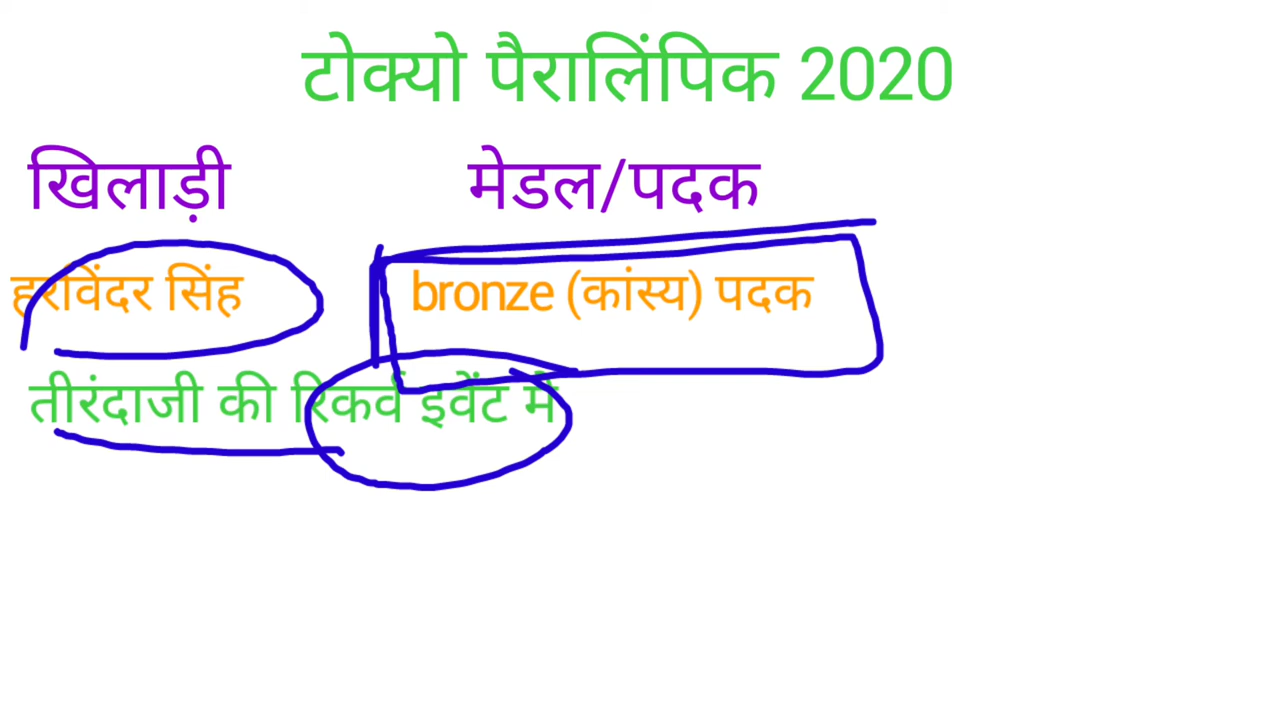 टोक्यो पैरालिंपिक 2020
खिलाड़ी मेडल/पदक
हरविंदर सिंह bronze (कांस्य) पदक
तीरंदाजी की रिकर्व इवेंट में